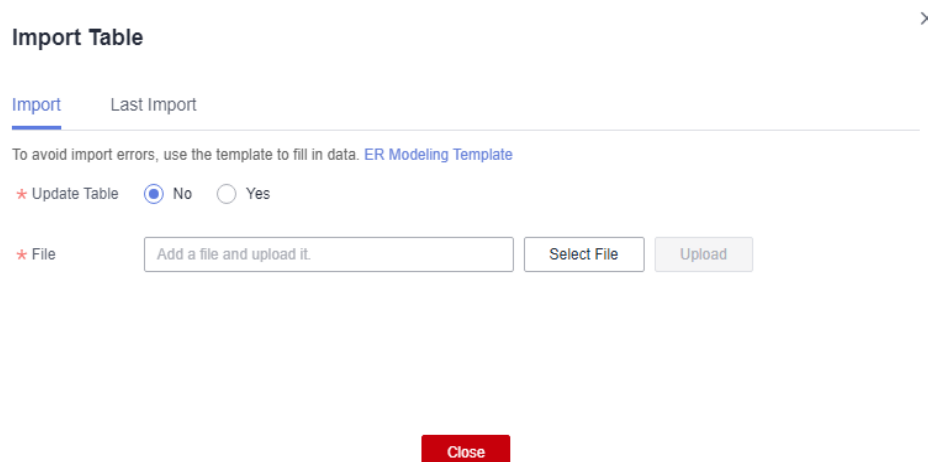 Import Table
Import Last Import
To avoid import errors, use the template to fill in data. ER Modeling Template
* Update Table No Yes
* File Add a file and upload it. Select File Upload
Close